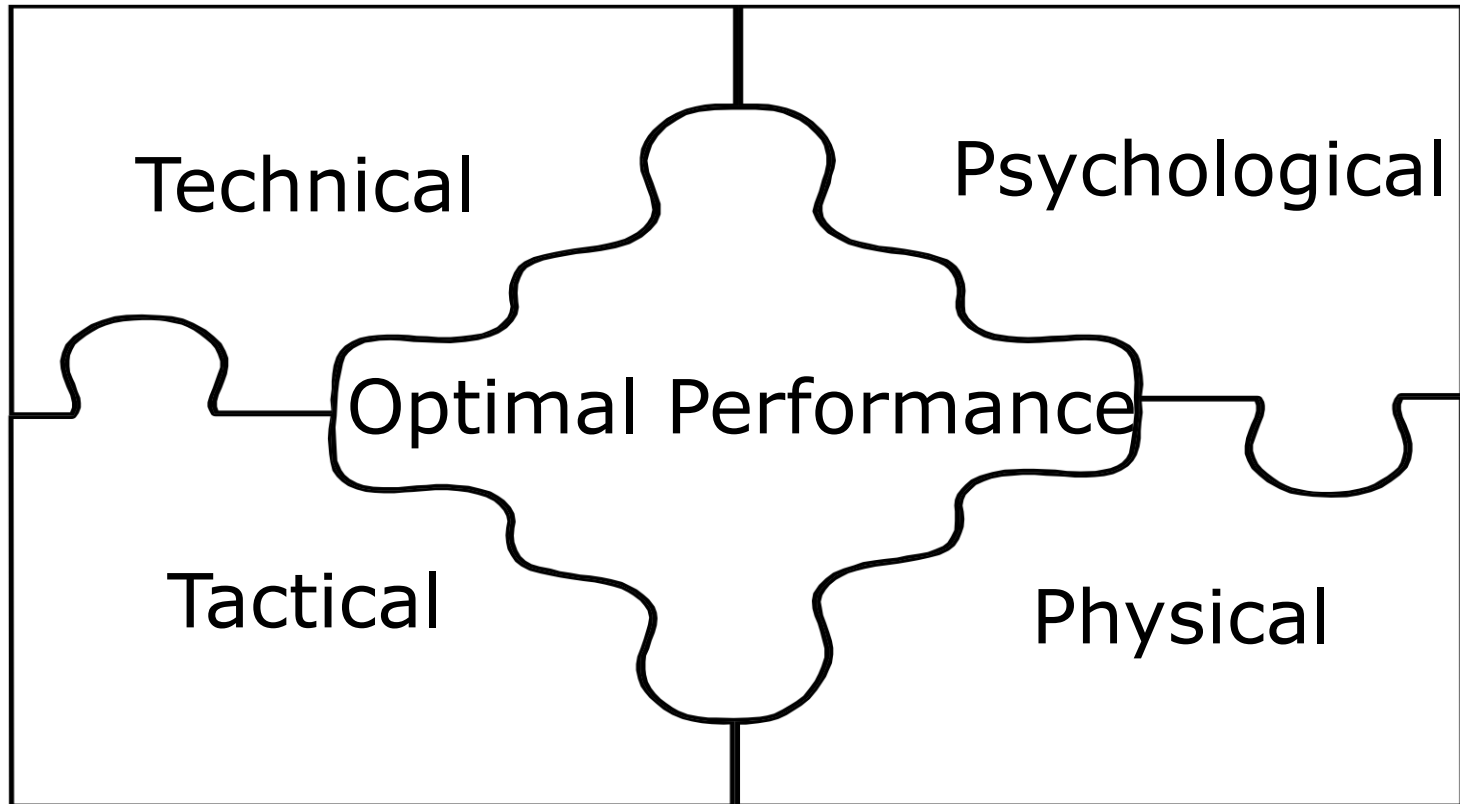 Technical
Psychological
Optimal Performance
Tactical
Physical